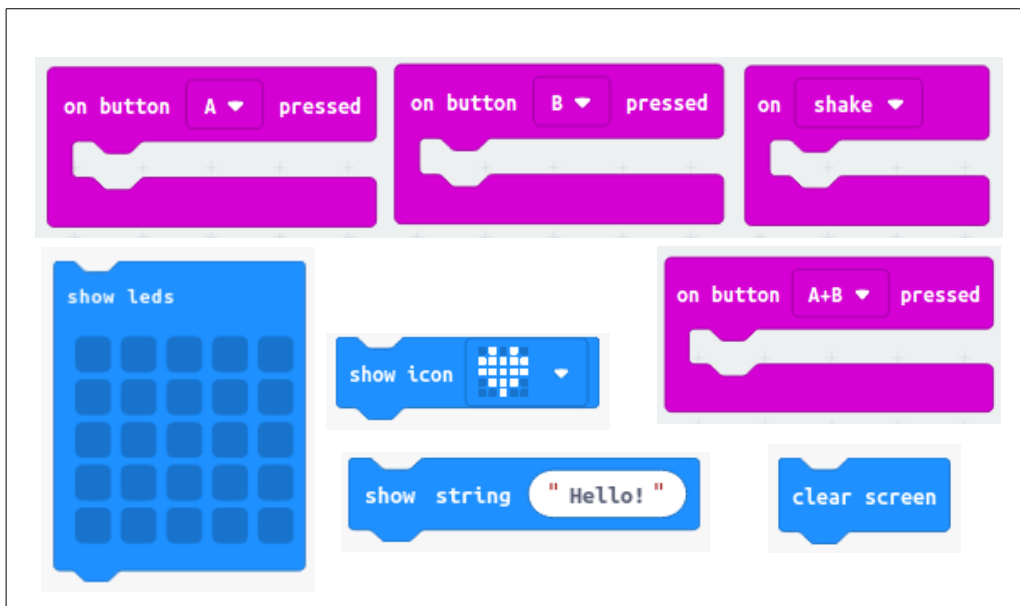 on button A pressed
on button B pressed
on shake
show leds
on button A+B pressed
show icon
show string "Hello!"
clear screen